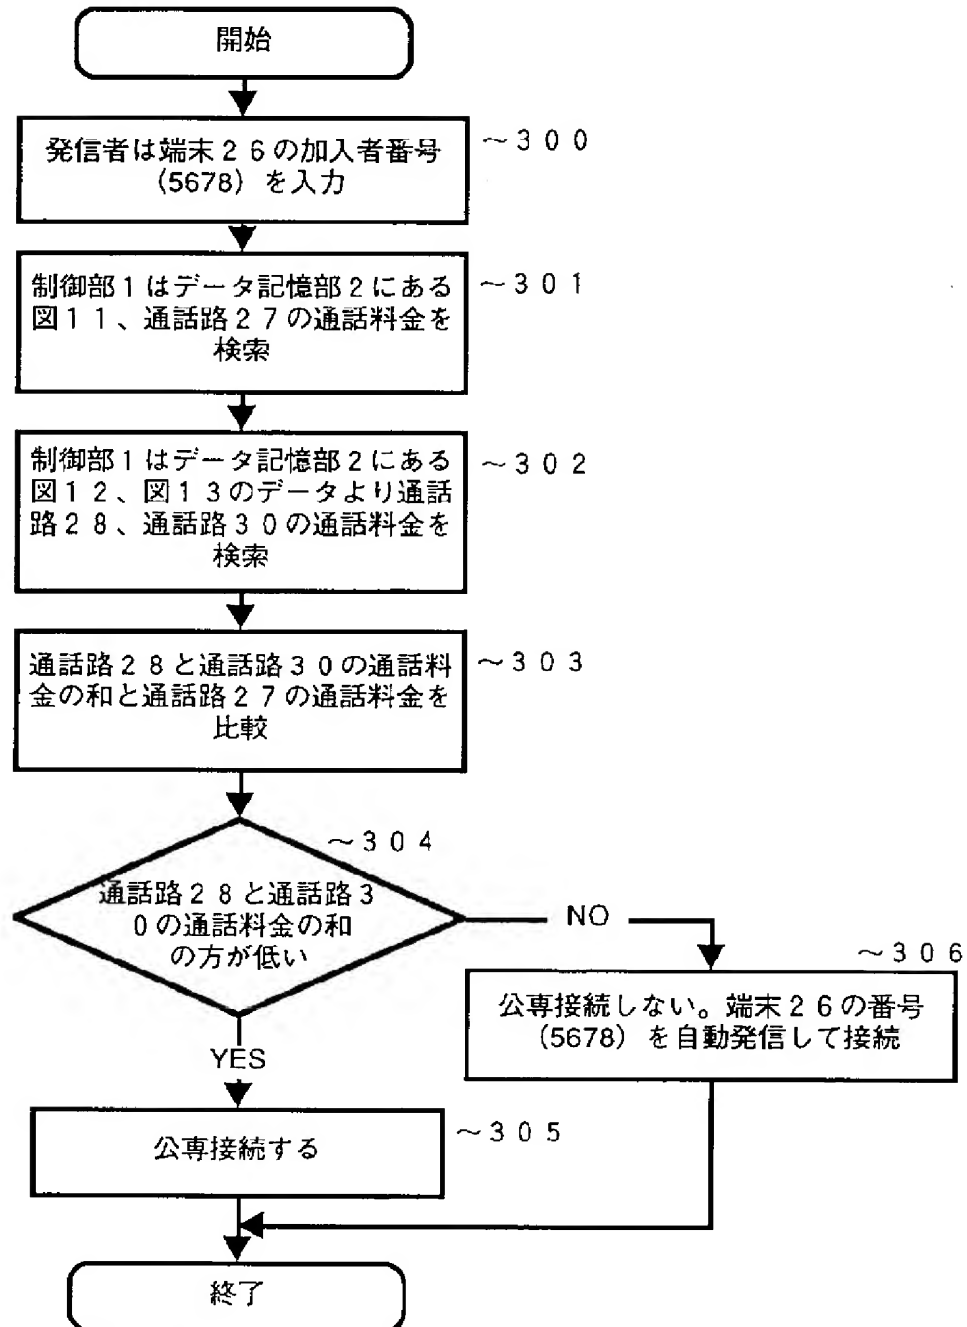 開始
発信者は端末２６の加入者番号
(5678) を入力
～３００
制御部１はデータ記憶部２にある
図１１、通話路２７の通話料金を
検索
～３０１
制御部１はデータ記憶部２にある
図１２、図１３のデータより通話
路２８、通話路３０の通話料金を
検索
～３０２
通話路２８と通話路３０の通話料
金の和と通話路２７の通話料金を
比較
～３０３
～３０４
通話路２８と通話路３
０の通話料金の和
の方が低い
NO
～３０６
公専接続しない。端末２６の番号
(5678) を自動発信して接続
YES
公専接続する
～３０５
終了